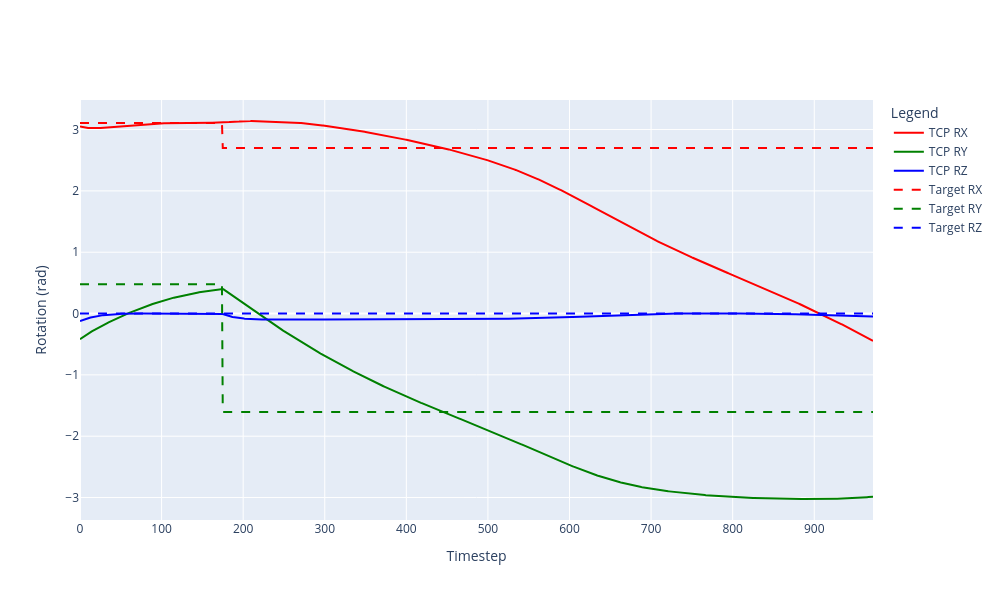 Legend
TCP RX
TCP RY
TCP RZ
Target RX
Target RY
Target RZ
Rotation (rad)
3
2
1
0
−1
−2
−3
0 100 200 300 400 500 600 700 800 900
Timestep